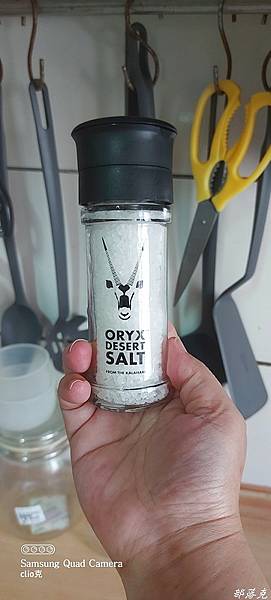 ORYX
DESERT
SALT
FROM THE KALAHARI
Samsung Quad Camera
clio克
部落克